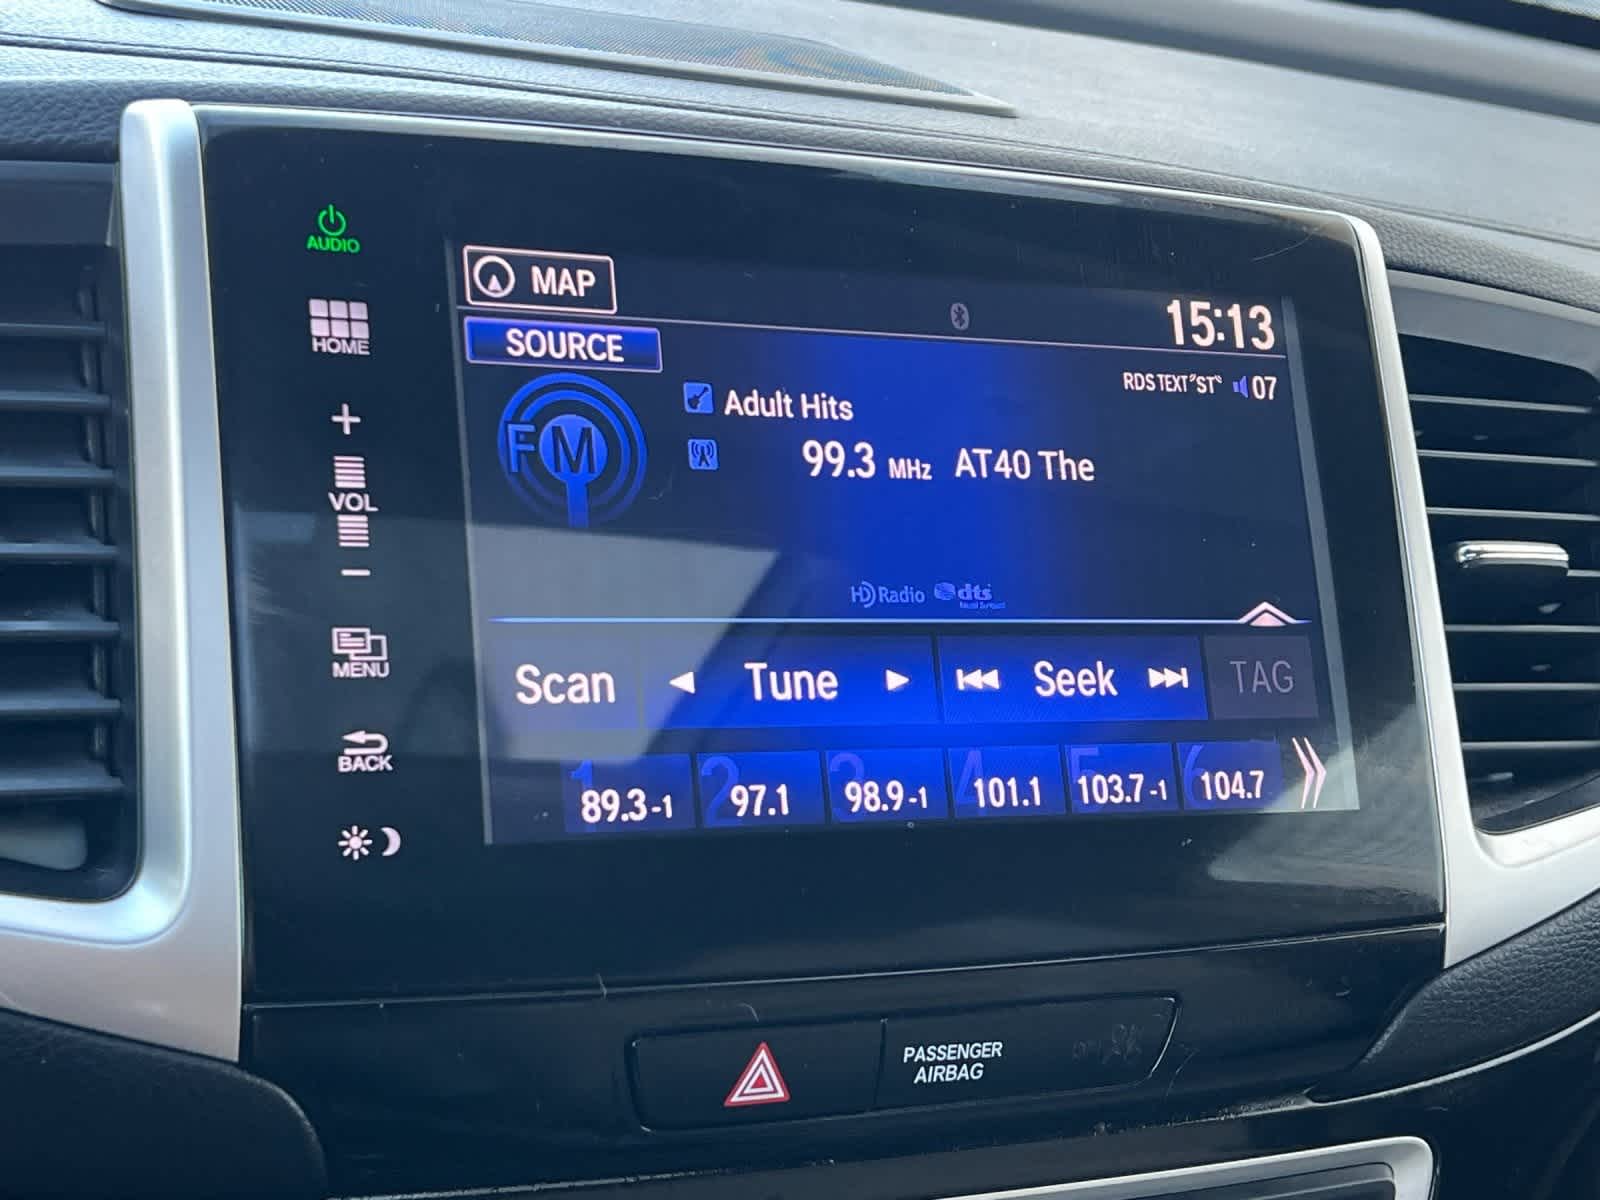 AUDIO
MAP
15:13
HOME
SOURCE
RDS TEXT "ST" 07
FM
Adult Hits
99.3 MHz AT40 The
+
VOL
−
HD Radio dts
MENU
Scan Tune Seek TAG
BACK
1 2 3 4 5 6
89.3-1 97.1 98.9-1 101.1 103.7-1 104.7
PASSENGER
AIRBAG